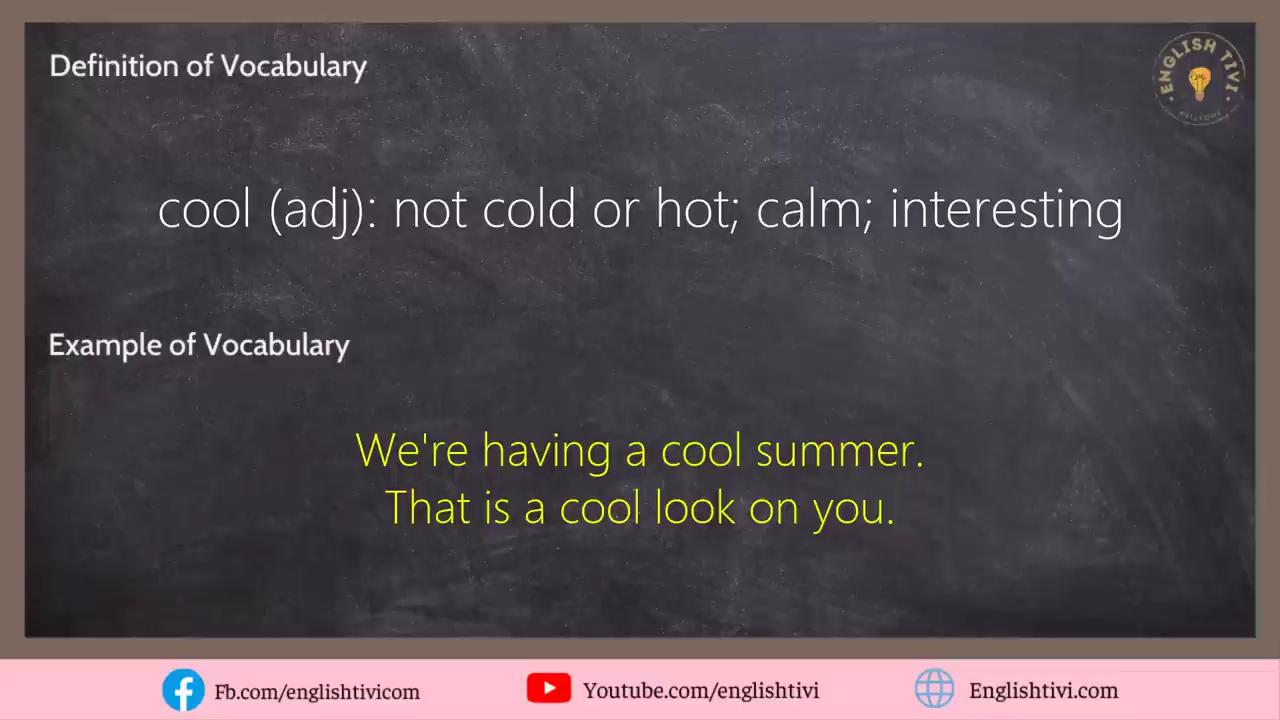 Definition of Vocabulary
ENGLISH TIVI
cool (adj): not cold or hot; calm; interesting
Example of Vocabulary
We're having a cool summer.
That is a cool look on you.
Fb.com/englishtivicom
Youtube.com/englishtivi
Englishtivi.com